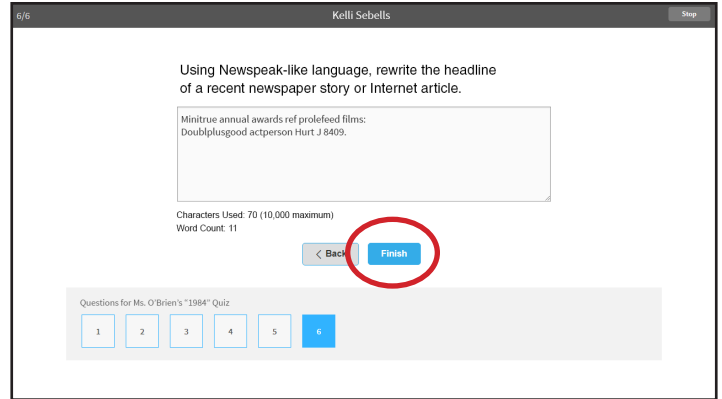 6/6
Kelli Sebells
Stop
Using Newspeak-like language, rewrite the headline
of a recent newspaper story or Internet article.
Minitrue annual awards ref prolefeed films:
Doublplusgood actperson Hurt J 8409.
Characters Used: 70 (10,000 maximum)
Word Count: 11
< Back
Finish
Questions for Ms. O'Brien's "1984" Quiz
1 2 3 4 5 6